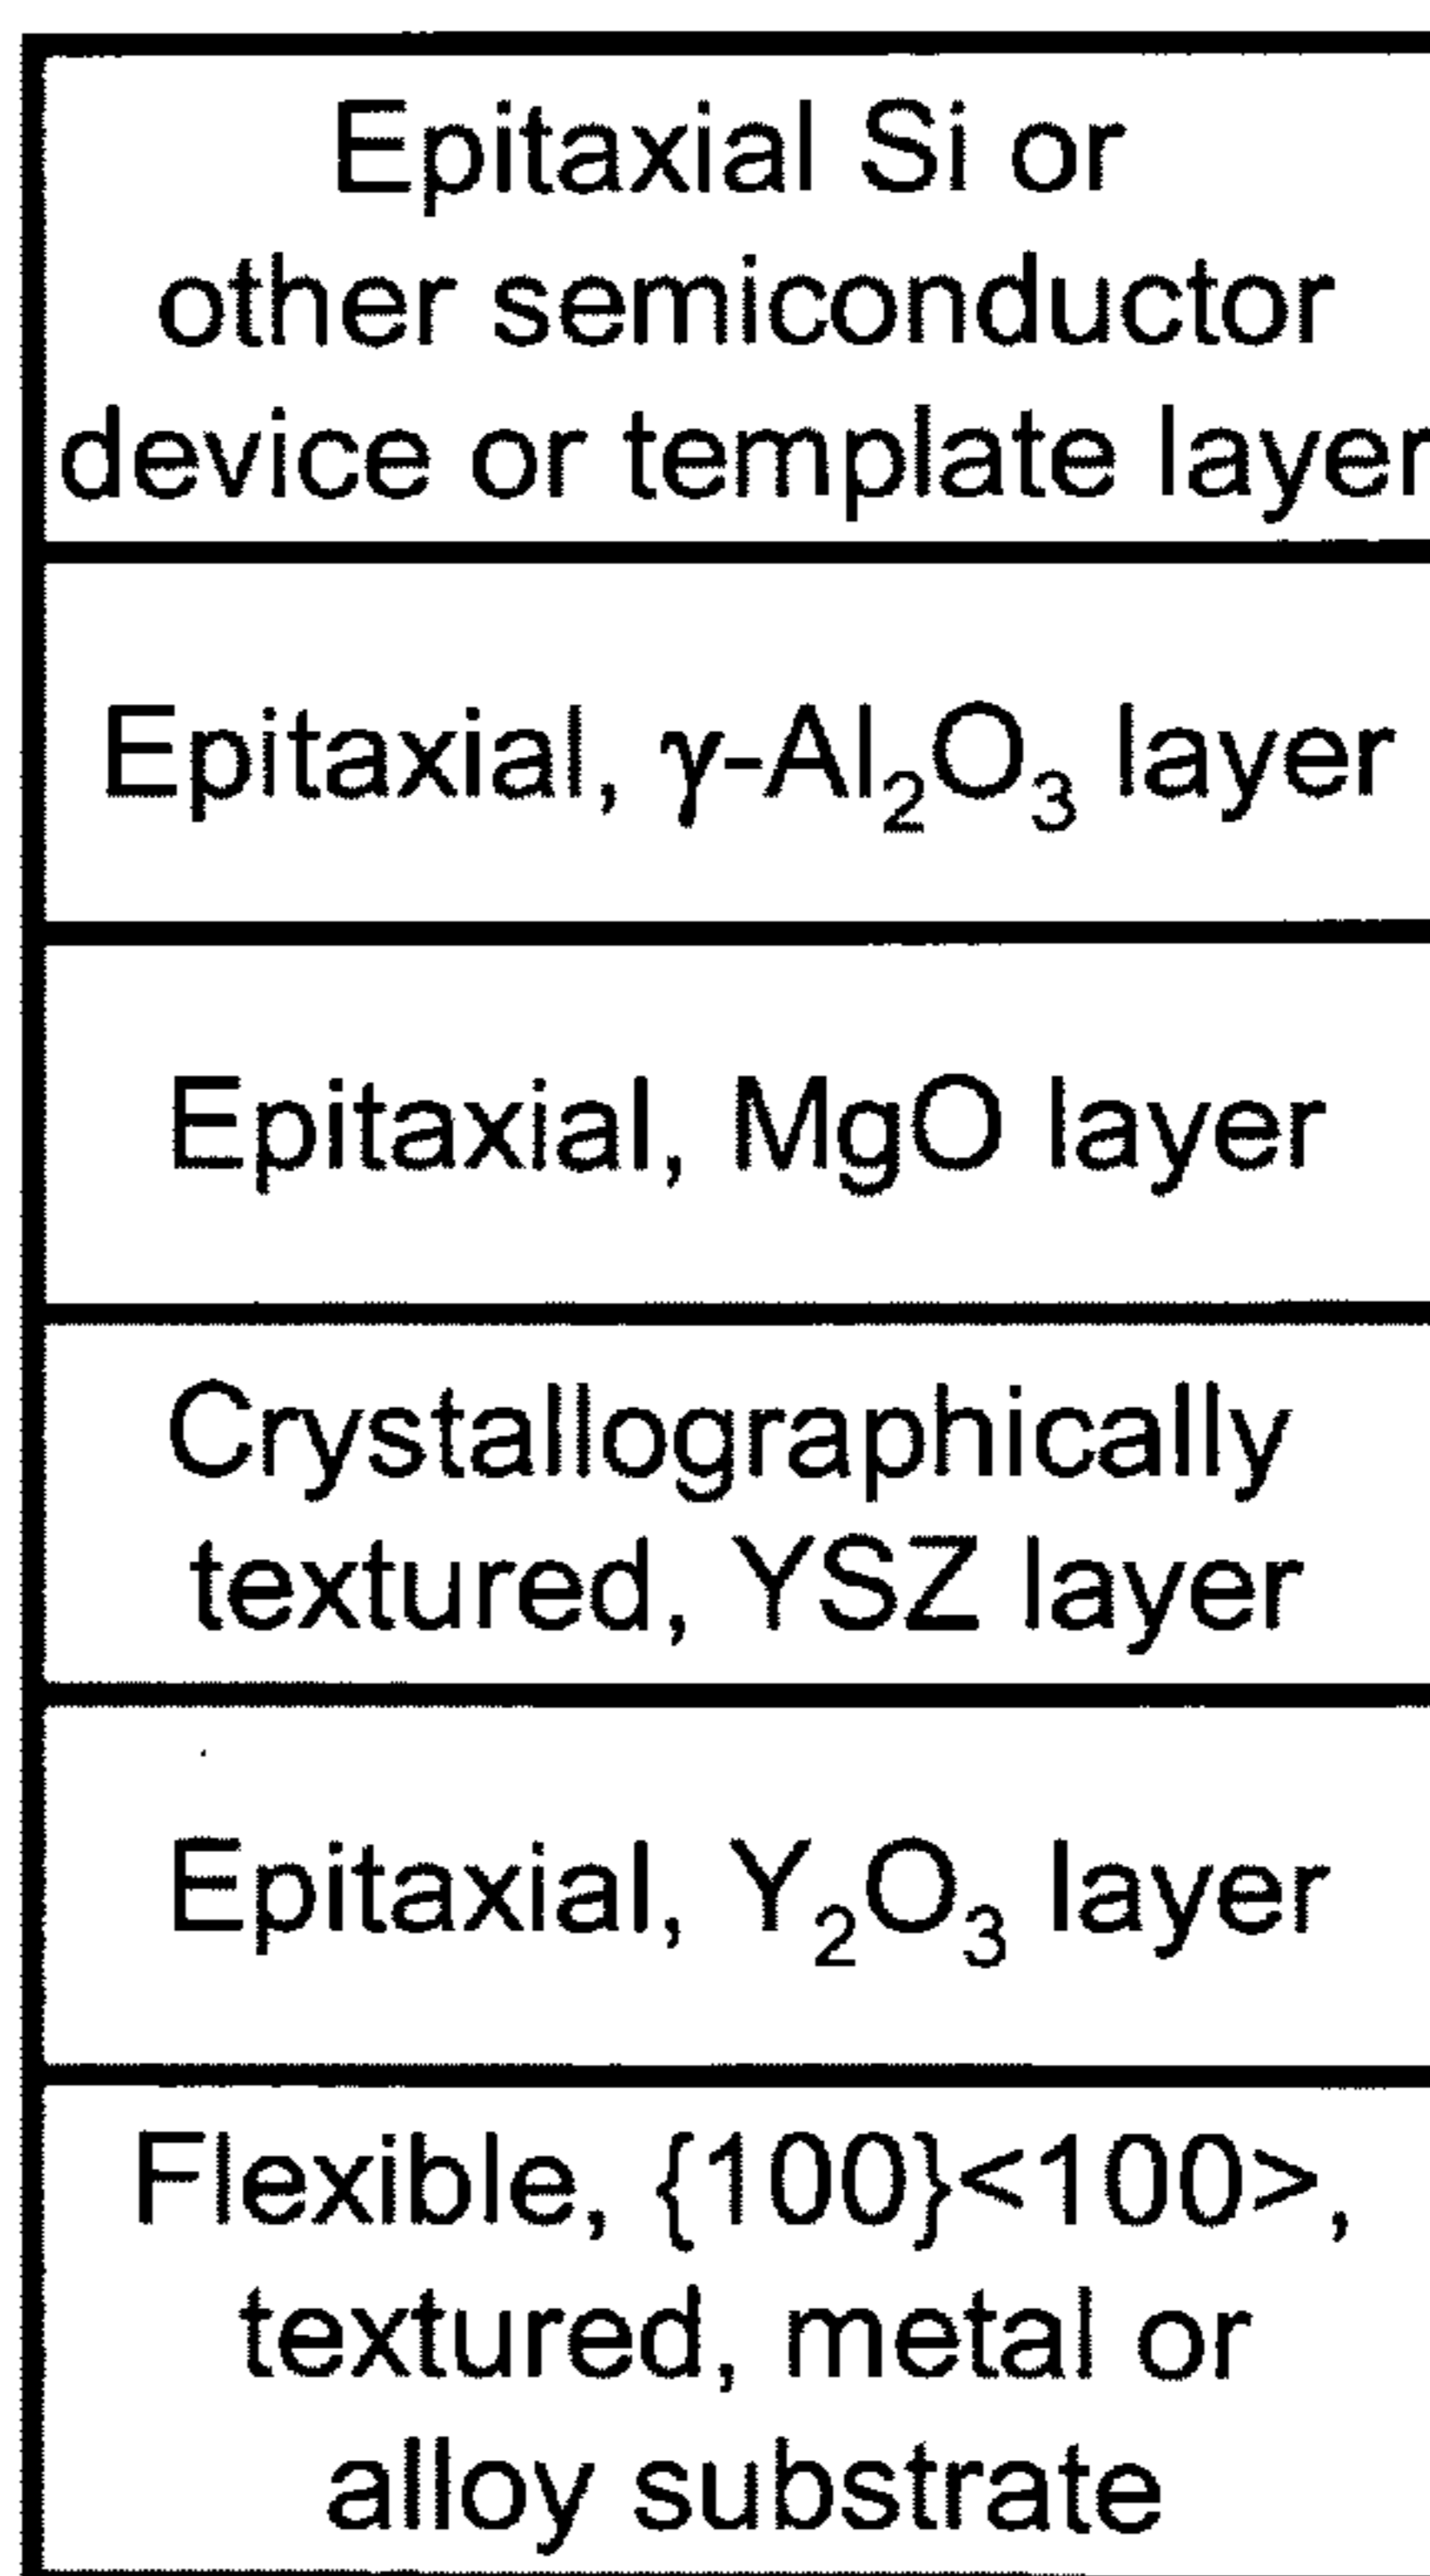 Epitaxial Si or
other semiconductor
device or template layer
Epitaxial, γ-Al₂O₃ layer
Epitaxial, MgO layer
Crystallographically
textured, YSZ layer
Epitaxial, Y₂O₃ layer
Flexible, {100}<100>,
textured, metal or
alloy substrate